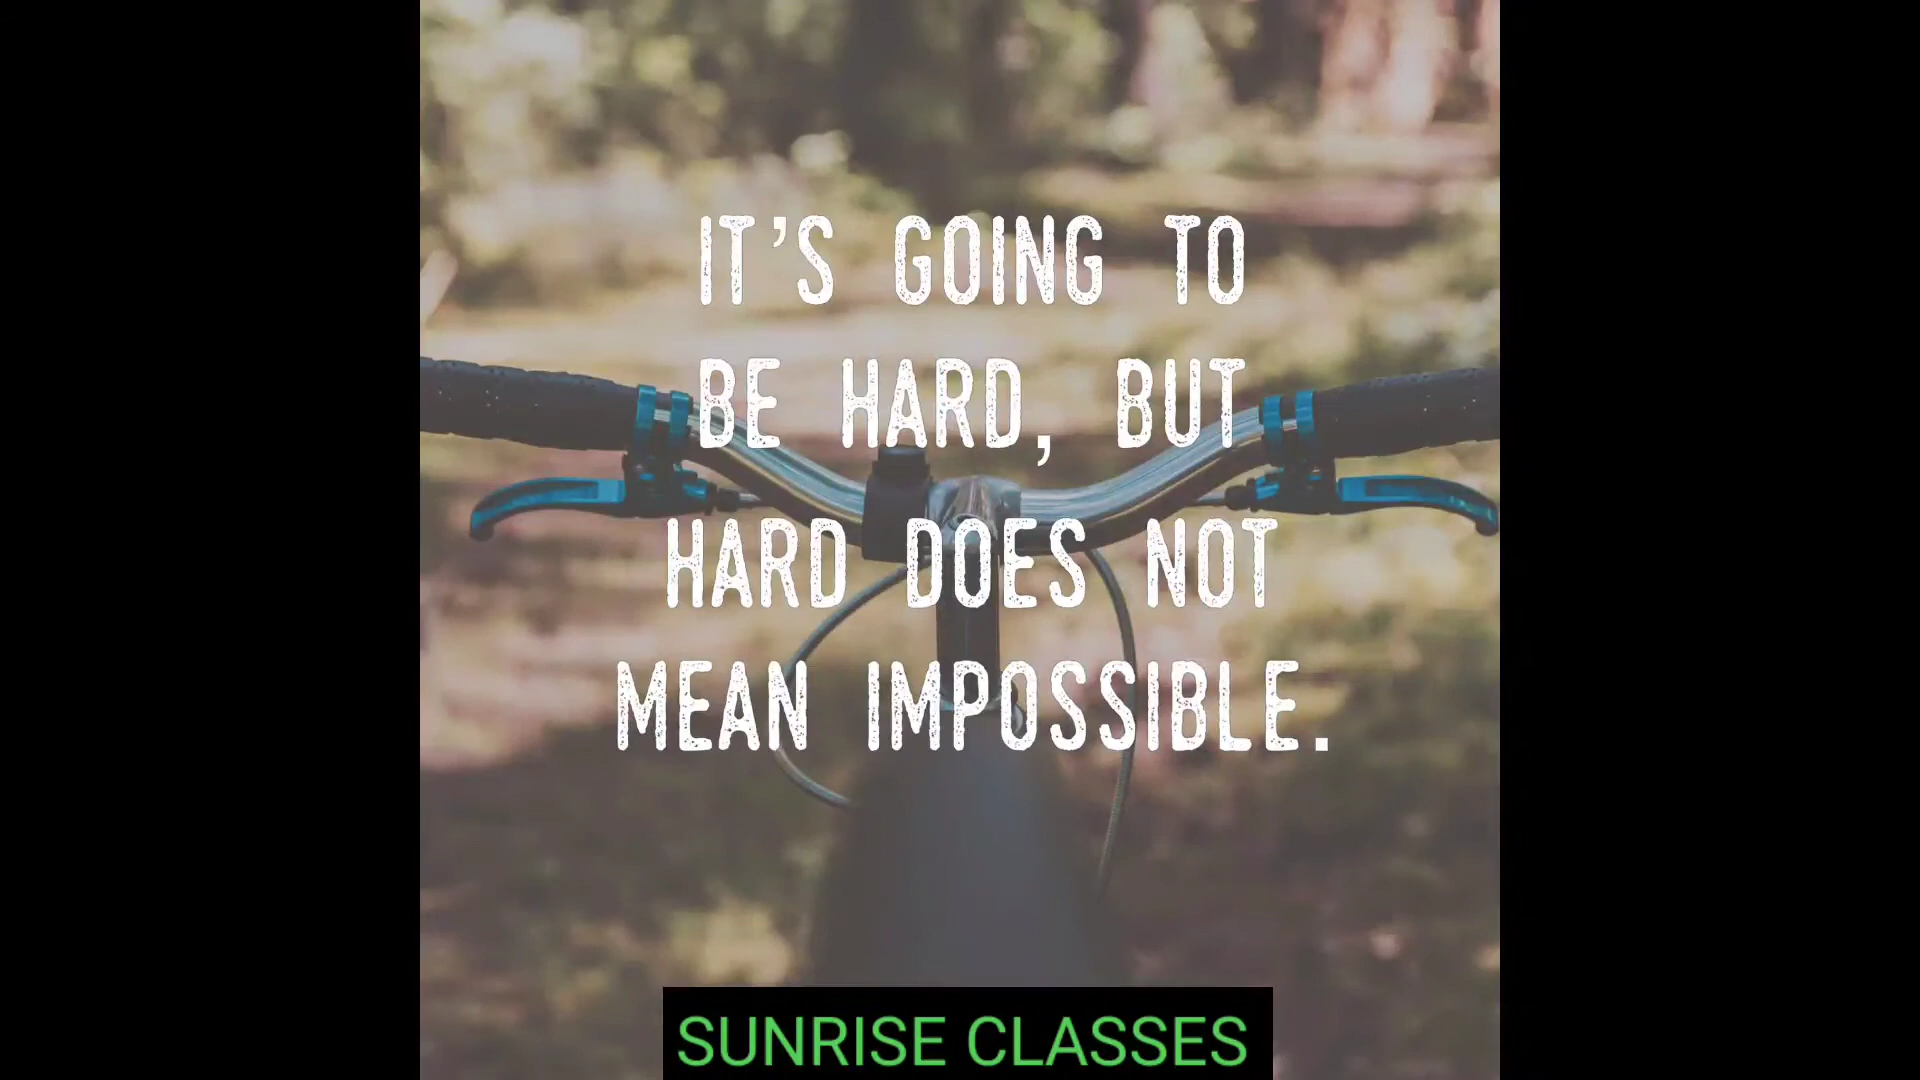 IT'S GOING TO
BE HARD, BUT
HARD DOES NOT
MEAN IMPOSSIBLE.
SUNRISE CLASSES